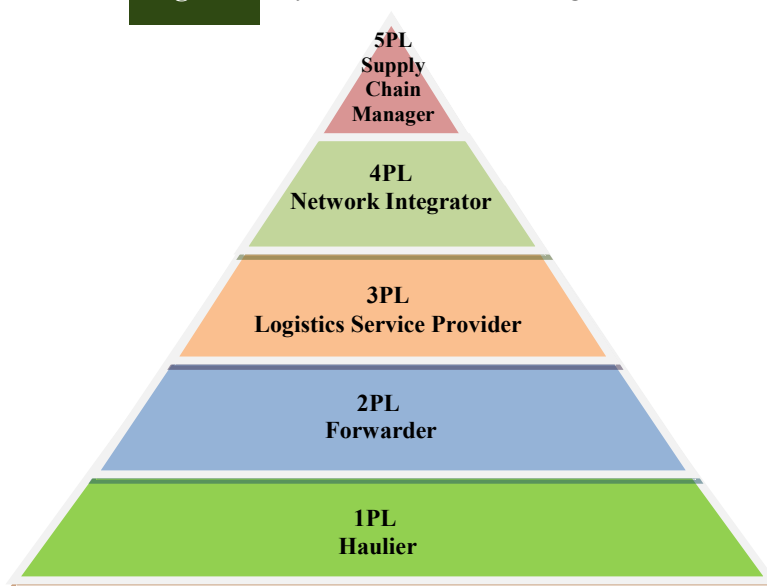 5PL
Supply
Chain
Manager
4PL
Network Integrator
3PL
Logistics Service Provider
2PL
Forwarder
1PL
Haulier